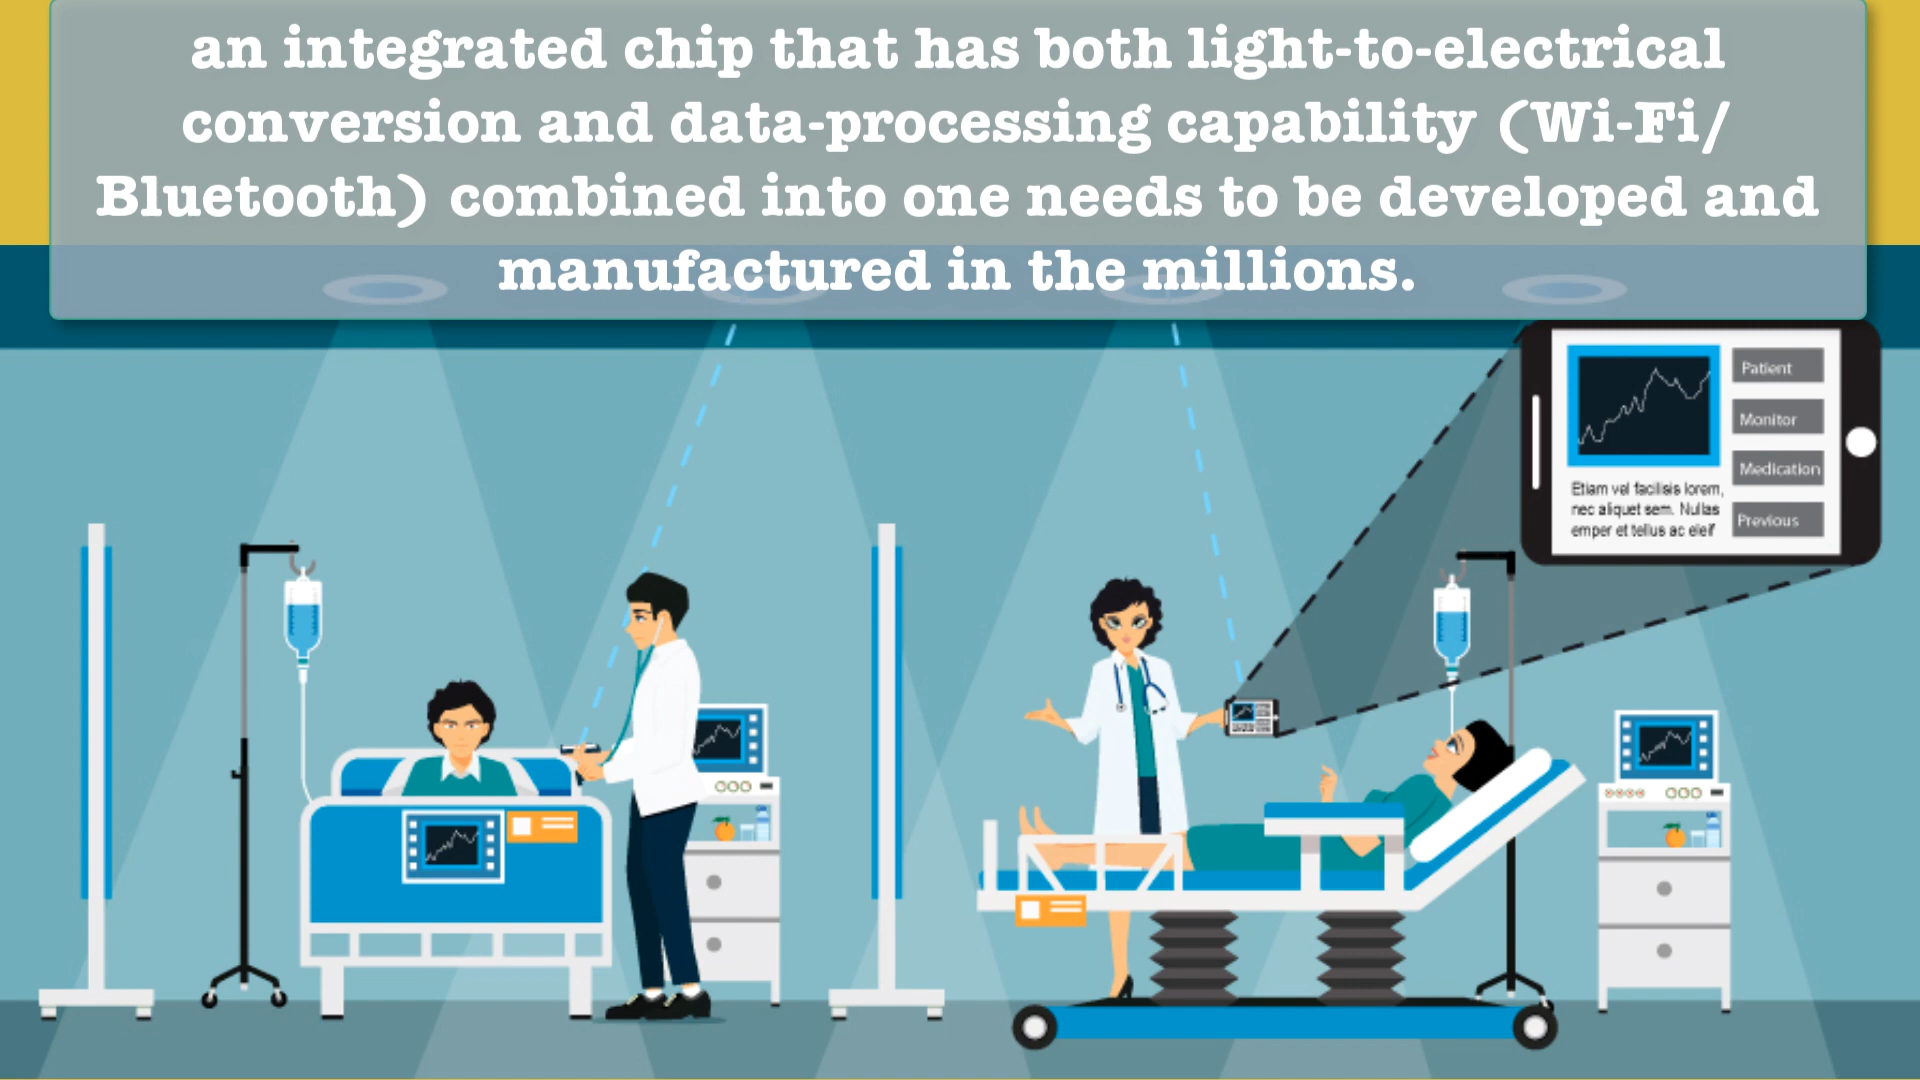 an integrated chip that has both light-to-electrical
conversion and data-processing capability (Wi-Fi/
Bluetooth) combined into one needs to be developed and
manufactured in the millions.
Patient
Monitor
Medication
Previous
Etiam vel facilisis lorem,
nec aliquet sem. Nullas
emper et tellus ac eleif